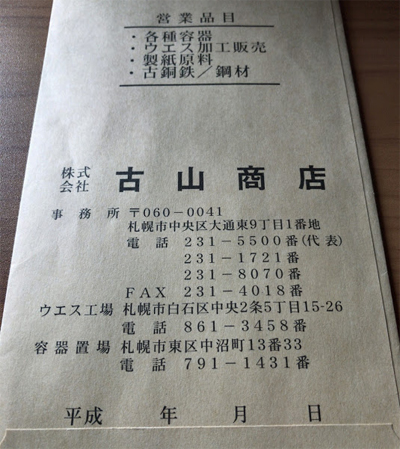 営業品目
・各種容器
・ウエス加工販売
・製紙原料
・古銅鉄／鋼材
株式会社 古山商店
事務所 〒060－0041
札幌市中央区大通東9丁目1番地
電話 231－5500番(代表)
231－1721番
231－8070番
FAX 231－4018番
ウエス工場 札幌市白石区中央2条5丁目15-26
電話 861－3458番
容器置場 札幌市東区中沼町13番33
電話 791－1431番
平成 年 月 日